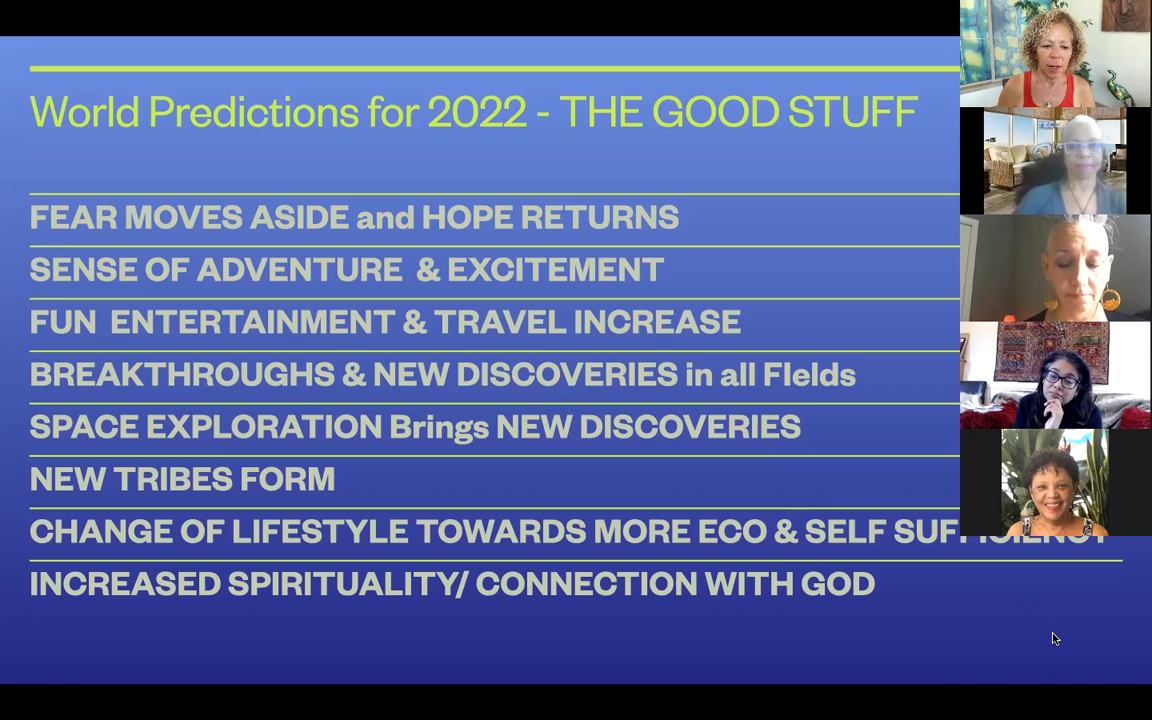 World Predictions for 2022 - THE GOOD STUFF
FEAR MOVES ASIDE and HOPE RETURNS
SENSE OF ADVENTURE & EXCITEMENT
FUN ENTERTAINMENT & TRAVEL INCREASE
BREAKTHROUGHS & NEW DISCOVERIES in all FIelds
SPACE EXPLORATION Brings NEW DISCOVERIES
NEW TRIBES FORM
CHANGE OF LIFESTYLE TOWARDS MORE ECO & SELF SUFFICIENCY
INCREASED SPIRITUALITY/ CONNECTION WITH GOD